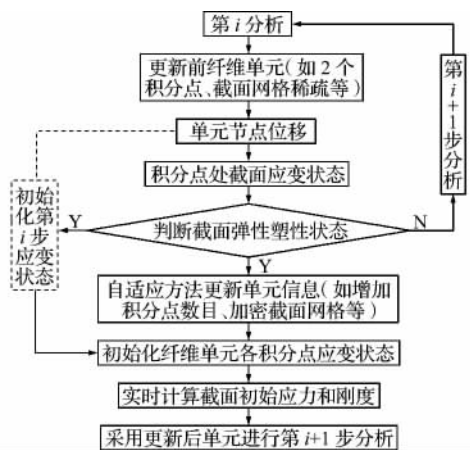 第 i 分析
更新前纤维单元(如 2 个
积分点、截面网格稀疏等)
单元节点位移
积分点处截面应变状态
第
i
+
1
步
分
析
初始
化第
i 步
应变
状态
Y
判断截面弹性塑性状态
N
Y
自适应方法更新单元信息(如增加
积分点数目、加密截面网格等)
初始化纤维单元各积分点应变状态
实时计算截面初始应力和刚度
采用更新后单元进行第 i+1 步分析